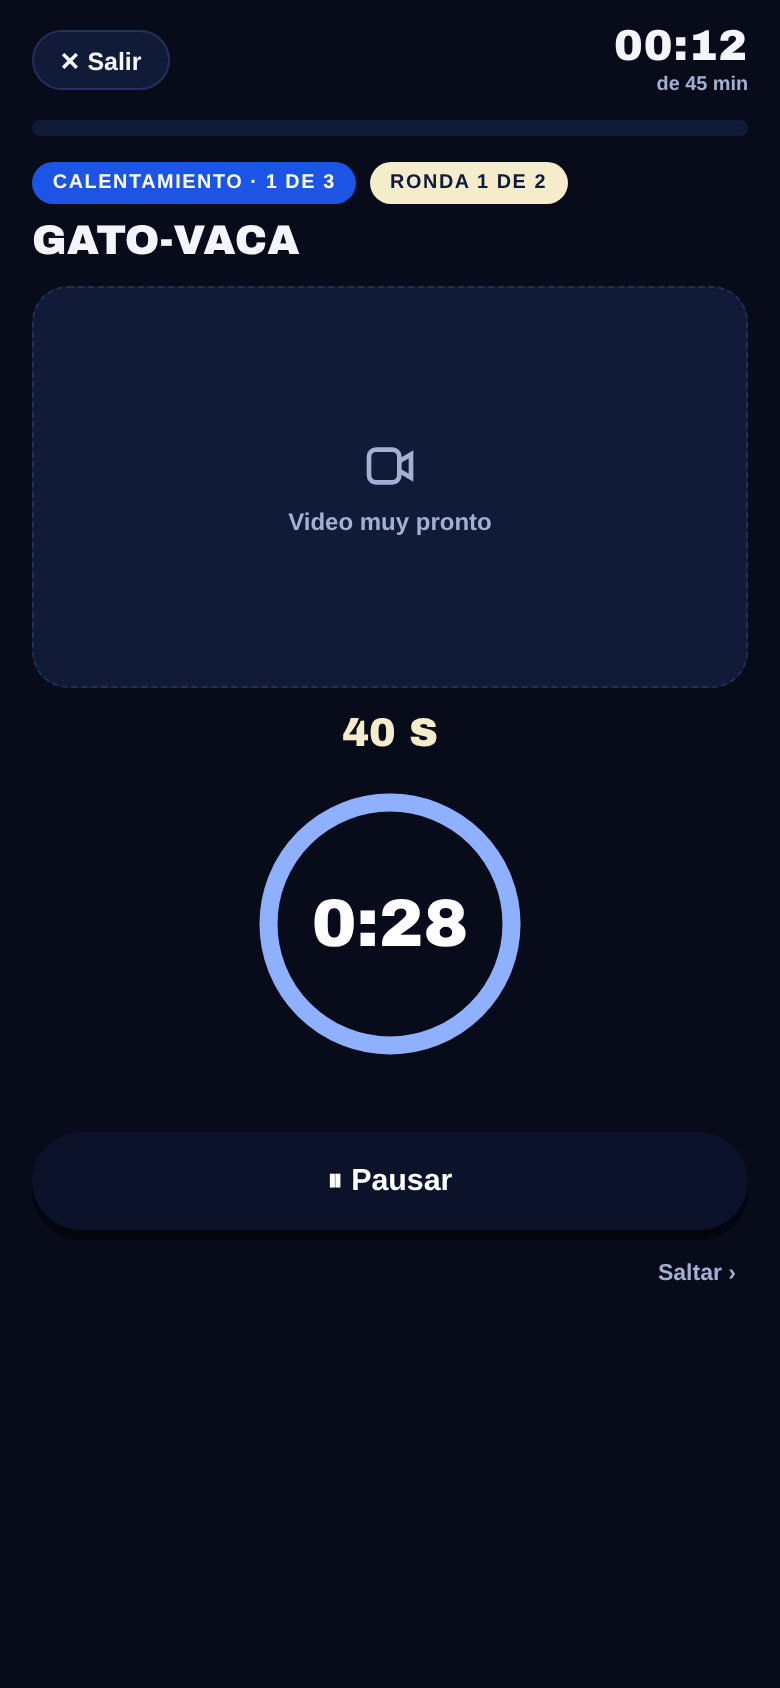 ✕ Salir
00:12
de 45 min
CALENTAMIENTO · 1 DE 3
RONDA 1 DE 2
GATO-VACA
Video muy pronto
40 S
0:28
⏸ Pausar
Saltar ›